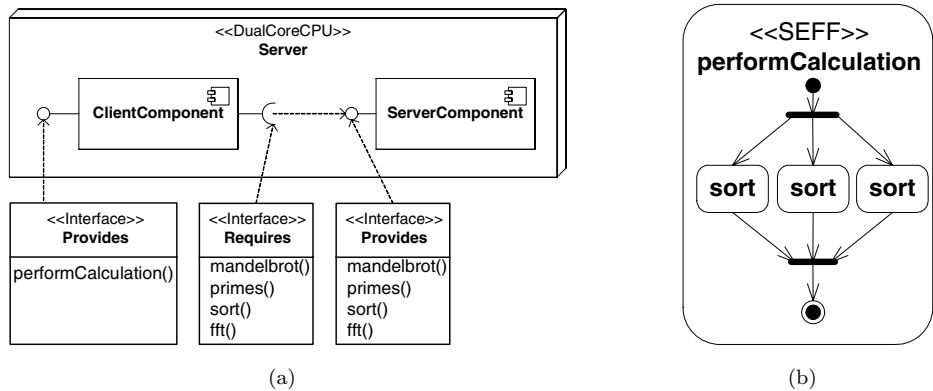 <<DualCoreCPU>>
Server
ClientComponent
ServerComponent
<<Interface>>
Provides
performCalculation()
<<Interface>>
Requires
mandelbrot()
primes()
sort()
fft()
<<Interface>>
Provides
mandelbrot()
primes()
sort()
fft()
(a)
<<SEFF>>
performCalculation
sort
sort
sort
(b)